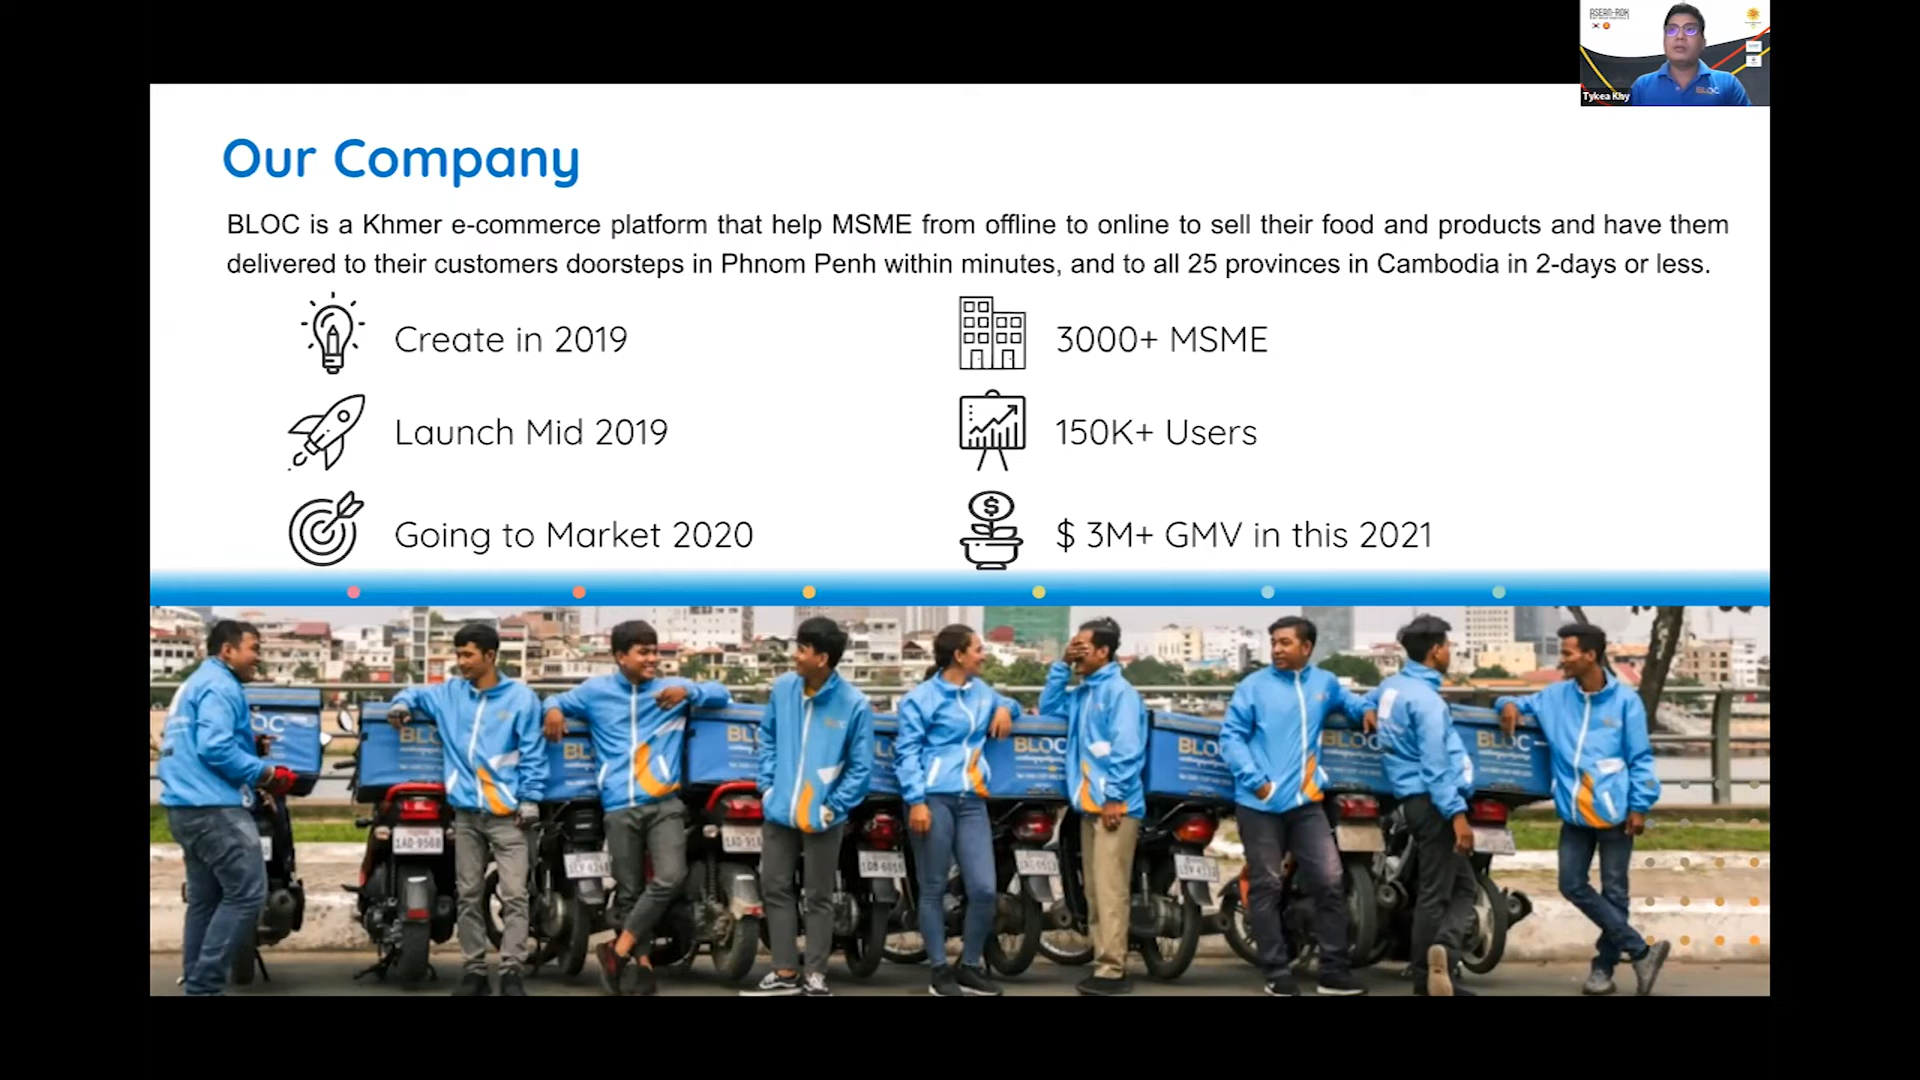 ASEAN-ROK
Tykea Khy
BLOC
Our Company
BLOC is a Khmer e-commerce platform that help MSME from offline to online to sell their food and products and have them
delivered to their customers doorsteps in Phnom Penh within minutes, and to all 25 provinces in Cambodia in 2-days or less.
Create in 2019
3000+ MSME
Launch Mid 2019
150K+ Users
Going to Market 2020
$ 3M+ GMV in this 2021
BLOC
BLOC
BLOC
BLOC